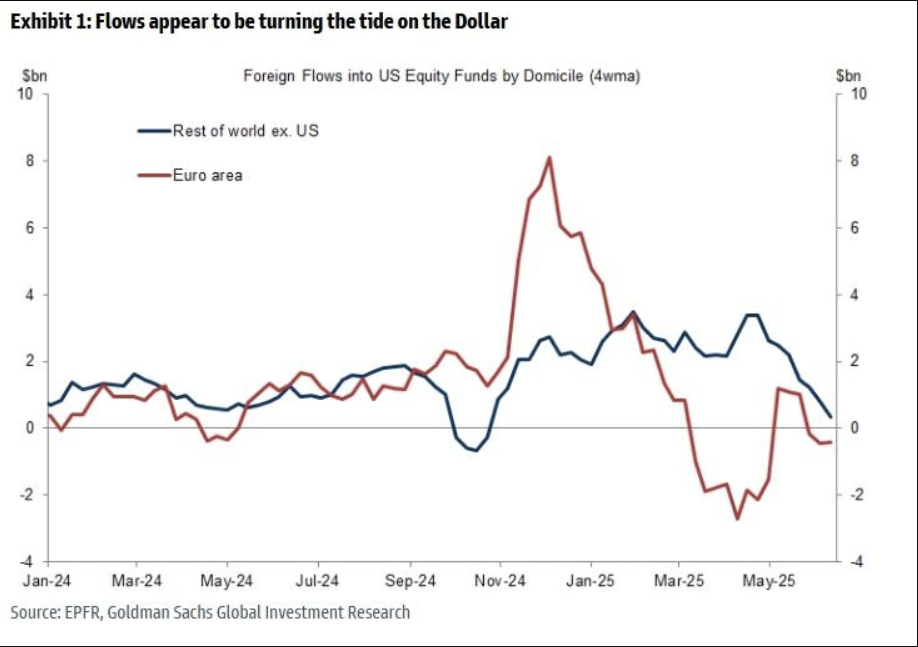 Exhibit 1: Flows appear to be turning the tide on the Dollar
$bn Foreign Flows into US Equity Funds by Domicile (4wma) $bn
10 10
Rest of world ex. US
8 8
Euro area
6 6
4 4
2 2
0 0
-2 -2
-4 -4
Jan-24 Mar-24 May-24 Jul-24 Sep-24 Nov-24 Jan-25 Mar-25 May-25
Source: EPFR, Goldman Sachs Global Investment Research